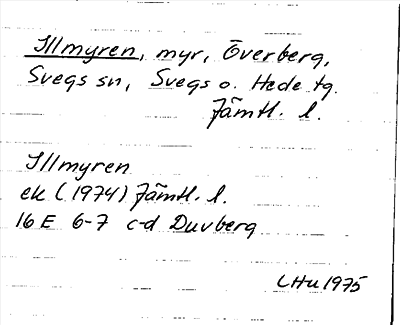 Illmyren, myr, Överberg,
Svegs sn, Svegs o. Hede tg.
Jämtl. l.
Illmyren
ek (1974) Jämtl. l.
16 E 6-7 c-d Duvberg
LHu 1975